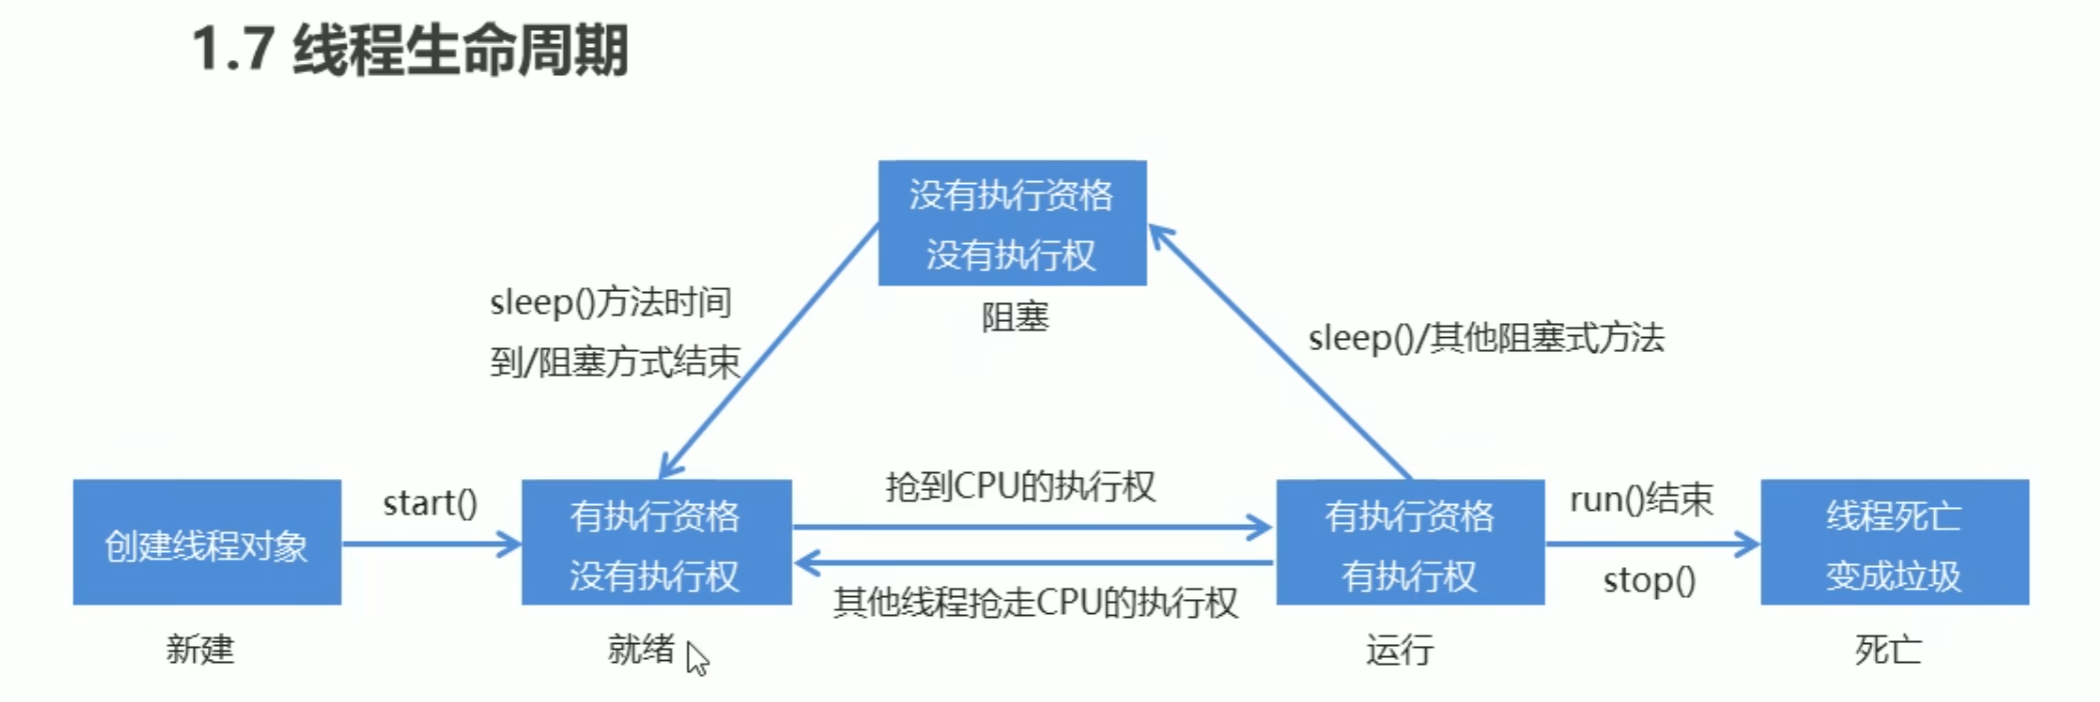 1.7 线程生命周期
没有执行资格
没有执行权
阻塞
sleep()方法时间
到/阻塞方式结束
sleep()/其他阻塞式方法
创建线程对象
新建
start()
有执行资格
没有执行权
就绪
抢到CPU的执行权
其他线程抢走CPU的执行权
有执行资格
有执行权
运行
run()结束
stop()
线程死亡
变成垃圾
死亡